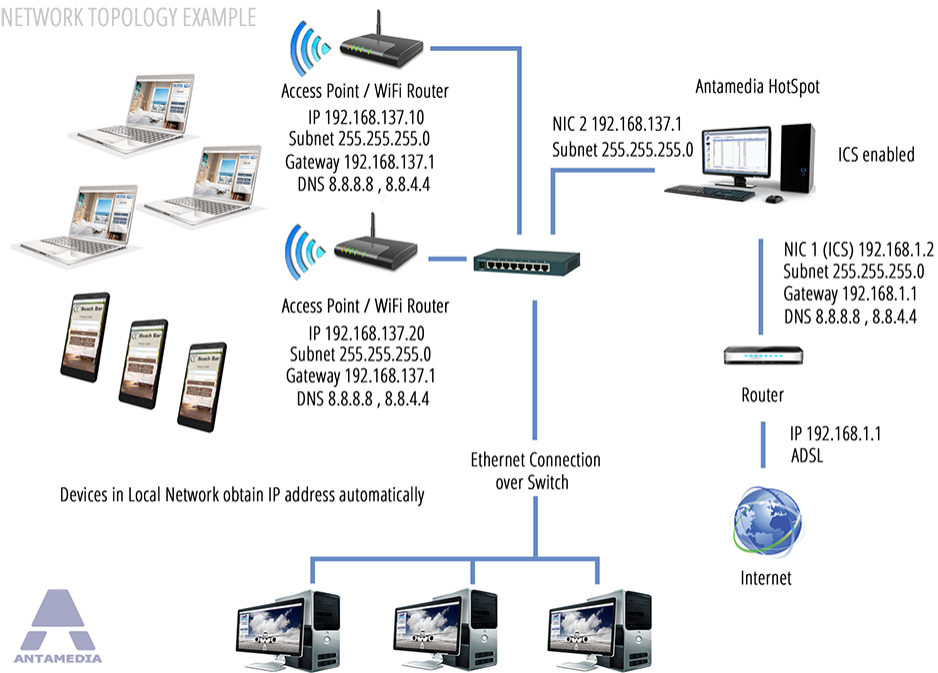 NETWORK TOPOLOGY EXAMPLE
Access Point / WiFi Router
IP 192.168.137.10
Subnet 255.255.255.0
Gateway 192.168.137.1
DNS 8.8.8.8 , 8.8.4.4
Antamedia HotSpot
NIC 2 192.168.137.1
Subnet 255.255.255.0
ICS enabled
Access Point / WiFi Router
IP 192.168.137.20
Subnet 255.255.255.0
Gateway 192.168.137.1
DNS 8.8.8.8 , 8.8.4.4
NIC 1 (ICS) 192.168.1.2
Subnet 255.255.255.0
Gateway 192.168.1.1
DNS 8.8.8.8 , 8.8.4.4
Router
IP 192.168.1.1
ADSL
Internet
Beach Bar
Beach Bar
Beach Bar
Ethernet Connection
over Switch
Devices in Local Network obtain IP address automatically
ANTAMEDIA